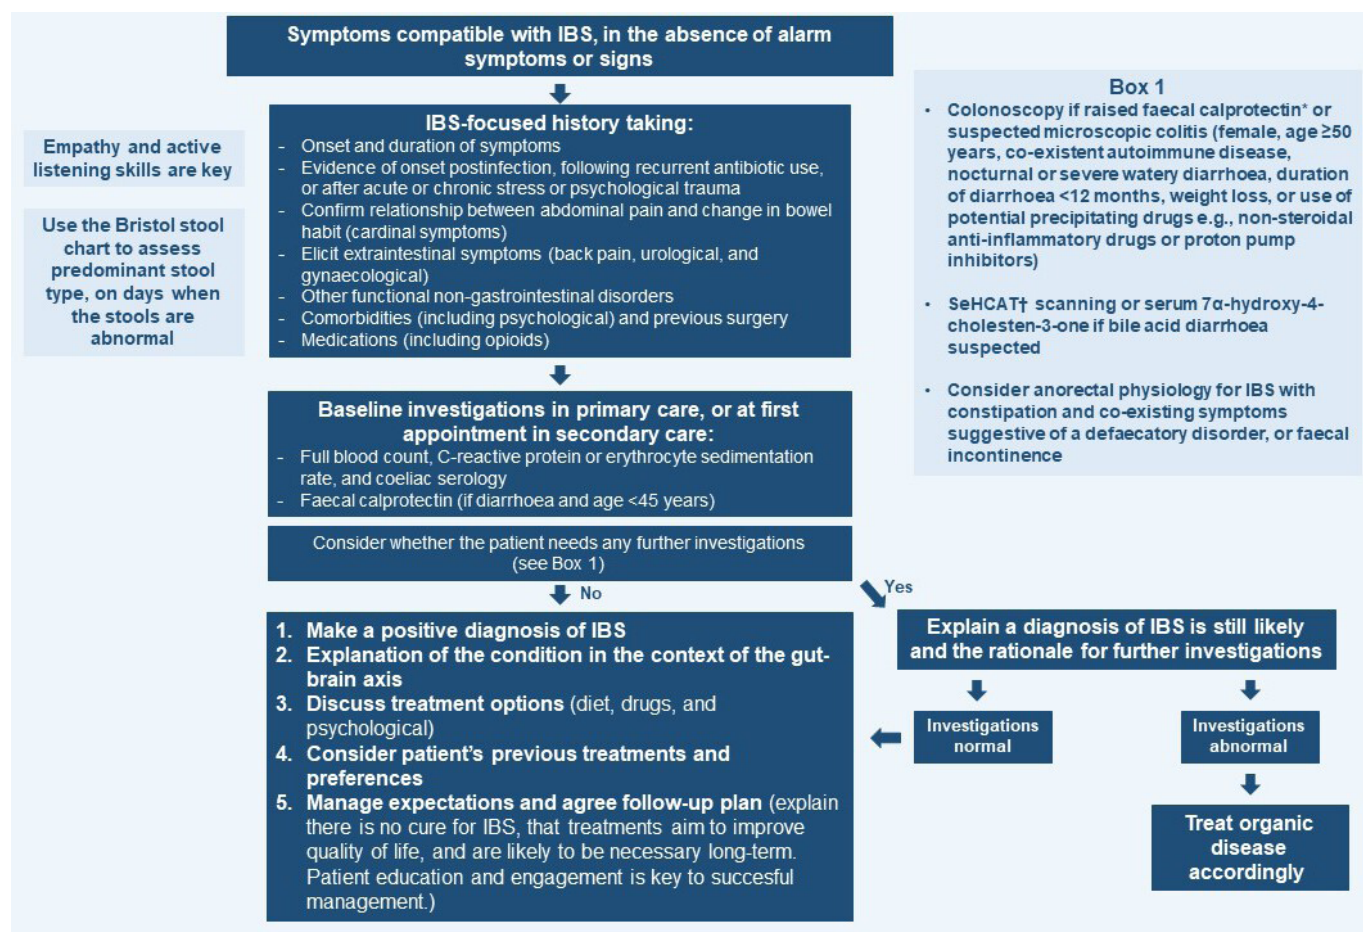 Symptoms compatible with IBS, in the absence of alarm
symptoms or signs
IBS-focused history taking:
- Onset and duration of symptoms
- Evidence of onset postinfection, following recurrent antibiotic use,
or after acute or chronic stress or psychological trauma
- Confirm relationship between abdominal pain and change in bowel
habit (cardinal symptoms)
- Elicit extraintestinal symptoms (back pain, urological, and
gynaecological)
- Other functional non-gastrointestinal disorders
- Comorbidities (including psychological) and previous surgery
- Medications (including opioids)
Empathy and active
listening skills are key
Use the Bristol stool
chart to assess
predominant stool
type, on days when
the stools are
abnormal
Box 1
• Colonoscopy if raised faecal calprotectin* or
suspected microscopic colitis (female, age ≥50
years, co-existent autoimmune disease,
nocturnal or severe watery diarrhoea, duration
of diarrhoea <12 months, weight loss, or use of
potential precipitating drugs e.g., non-steroidal
anti-inflammatory drugs or proton pump
inhibitors)
• SeHCAT† scanning or serum 7α-hydroxy-4-
cholesten-3-one if bile acid diarrhoea
suspected
• Consider anorectal physiology for IBS with
constipation and co-existing symptoms
suggestive of a defaecatory disorder, or faecal
incontinence
Baseline investigations in primary care, or at first
appointment in secondary care:
- Full blood count, C-reactive protein or erythrocyte sedimentation
rate, and coeliac serology
- Faecal calprotectin (if diarrhoea and age <45 years)
Consider whether the patient needs any further investigations
(see Box 1)
No
Yes
1. Make a positive diagnosis of IBS
2. Explanation of the condition in the context of the gut-
brain axis
3. Discuss treatment options (diet, drugs, and
psychological)
4. Consider patient's previous treatments and
preferences
5. Manage expectations and agree follow-up plan (explain
there is no cure for IBS, that treatments aim to improve
quality of life, and are likely to be necessary long-term.
Patient education and engagement is key to succesful
management.)
Explain a diagnosis of IBS is still likely
and the rationale for further investigations
Investigations
normal
Investigations
abnormal
Treat organic
disease
accordingly